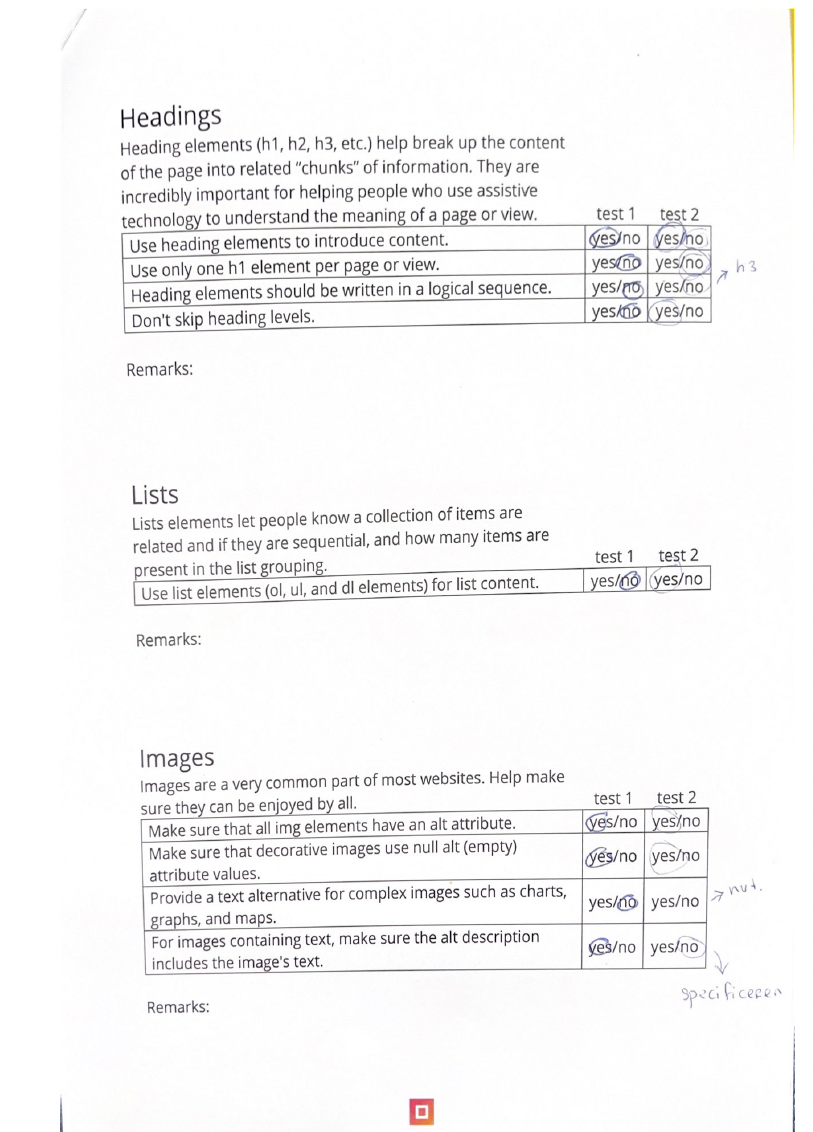 Headings
Heading elements (h1, h2, h3, etc.) help break up the content
of the page into related “chunks” of information. They are
incredibly important for helping people who use assistive
technology to understand the meaning of a page or view. test 1 test 2
Use heading elements to introduce content. yes/no yes/no
Use only one h1 element per page or view. yes/no yes/no
→ h3
Heading elements should be written in a logical sequence. yes/no yes/no
Don't skip heading levels. yes/no yes/no
Remarks:
Lists
Lists elements let people know a collection of items are
related and if they are sequential, and how many items are
present in the list grouping. test 1 test 2
Use list elements (ol, ul, and dl elements) for list content. yes/no yes/no
Remarks:
Images
Images are a very common part of most websites. Help make
sure they can be enjoyed by all. test 1 test 2
Make sure that all img elements have an alt attribute. yes/no yes/no
Make sure that decorative images use null alt (empty)
attribute values. yes/no yes/no
Provide a text alternative for complex images such as charts,
graphs, and maps. yes/no yes/no
For images containing text, make sure the alt description
includes the image's text. yes/no yes/no
specificeren
Remarks: